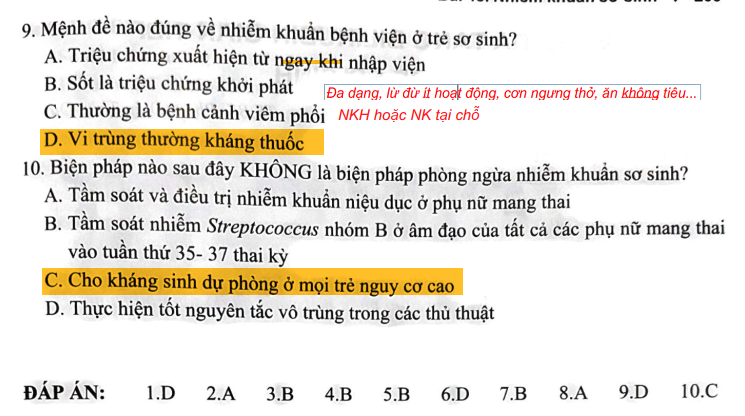 9. Mệnh đề nào đúng về nhiễm khuẩn bệnh viện ở trẻ sơ sinh?
A. Triệu chứng xuất hiện từ ngay khi nhập viện
B. Sốt là triệu chứng khởi phát
Đa dạng, lừ đừ ít hoạt động, cơn ngưng thở, ăn không tiêu...
C. Thường là bệnh cảnh viêm phổi
NKH hoặc NK tại chỗ
D. Vi trùng thường kháng thuốc
10. Biện pháp nào sau đây KHÔNG là biện pháp phòng ngừa nhiễm khuẩn sơ sinh?
A. Tầm soát và điều trị nhiễm khuẩn niệu dục ở phụ nữ mang thai
B. Tầm soát nhiễm Streptococcus nhóm B ở âm đạo của tất cả các phụ nữ mang thai
vào tuần thứ 35- 37 thai kỳ
C. Cho kháng sinh dự phòng ở mọi trẻ nguy cơ cao
D. Thực hiện tốt nguyên tắc vô trùng trong các thủ thuật
ĐÁP ÁN: 1.D 2.A 3.B 4.B 5.B 6.D 7.B 8.A 9.D 10.C